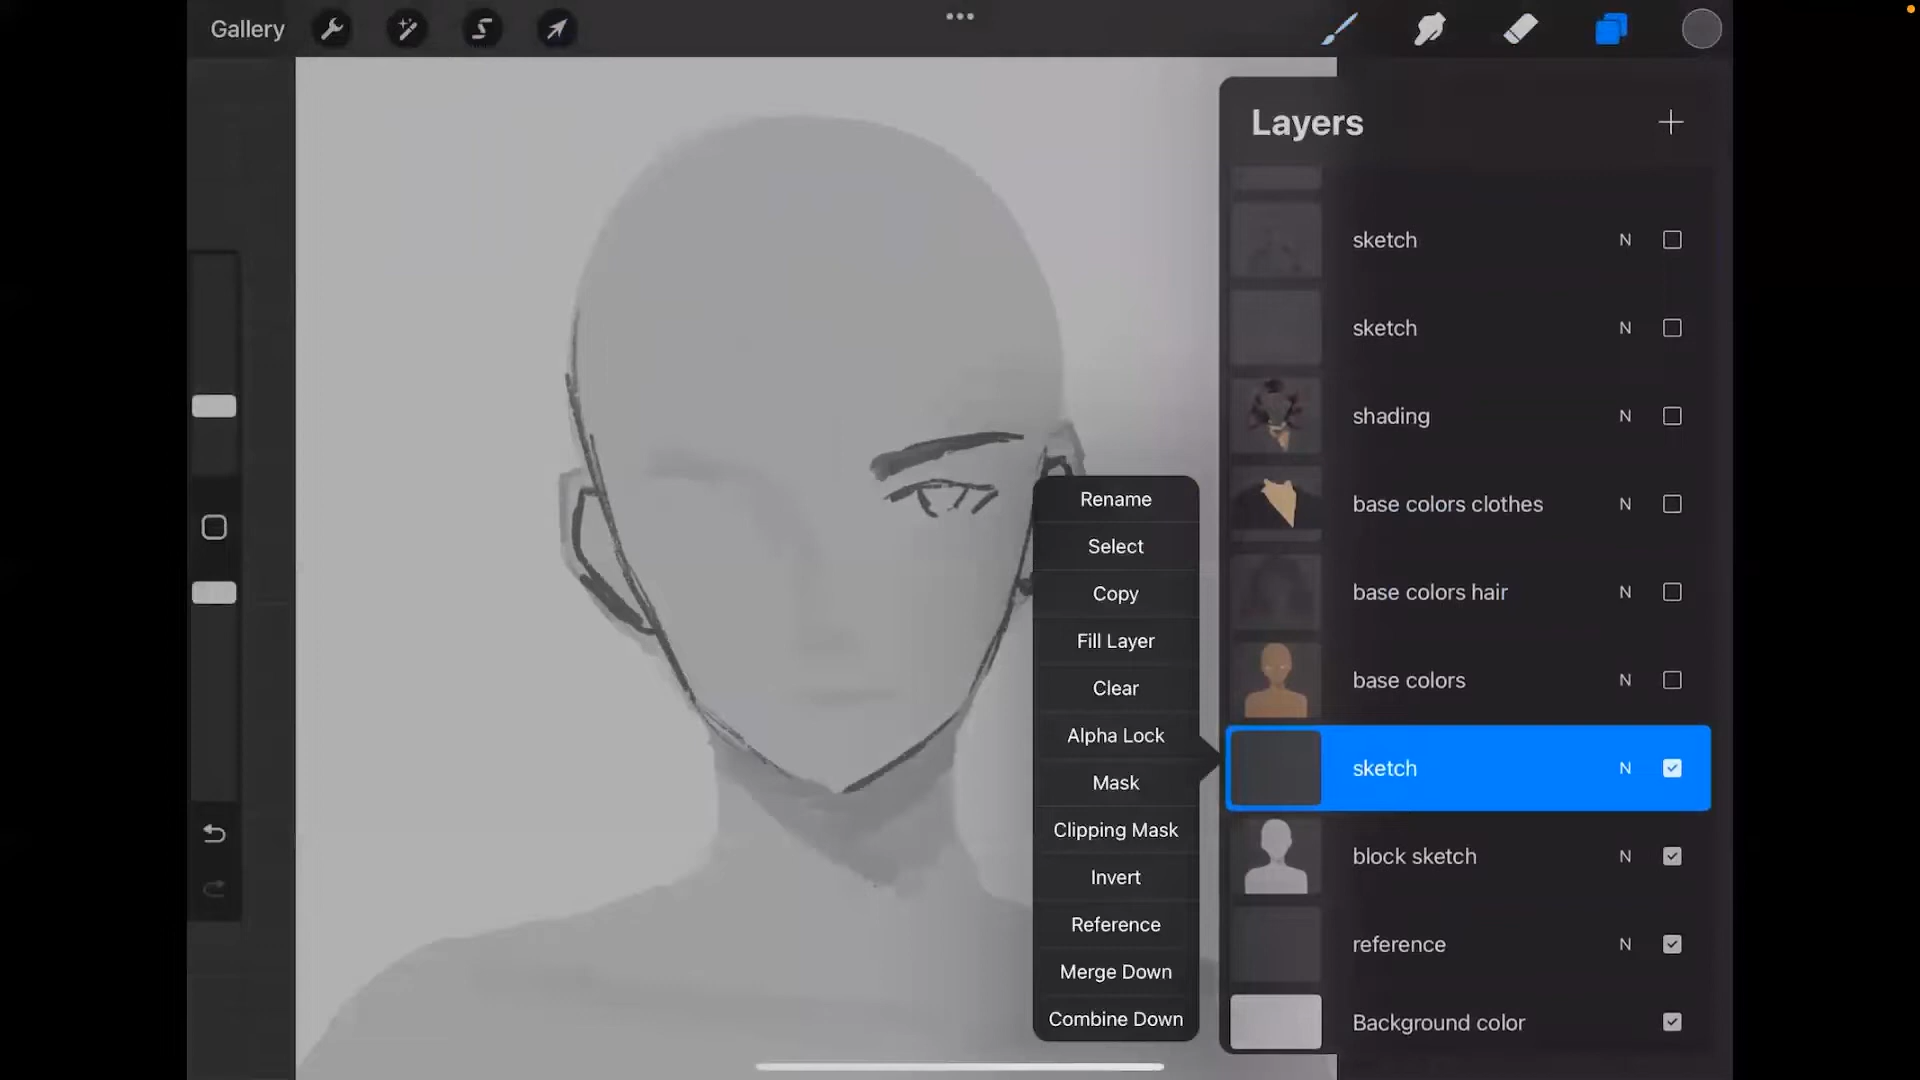 Gallery
Layers
sketch N
sketch N
shading N
base colors clothes N
base colors hair N
base colors N
sketch N
block sketch N
reference N
Background color
Rename
Select
Copy
Fill Layer
Clear
Alpha Lock
Mask
Clipping Mask
Invert
Reference
Merge Down
Combine Down